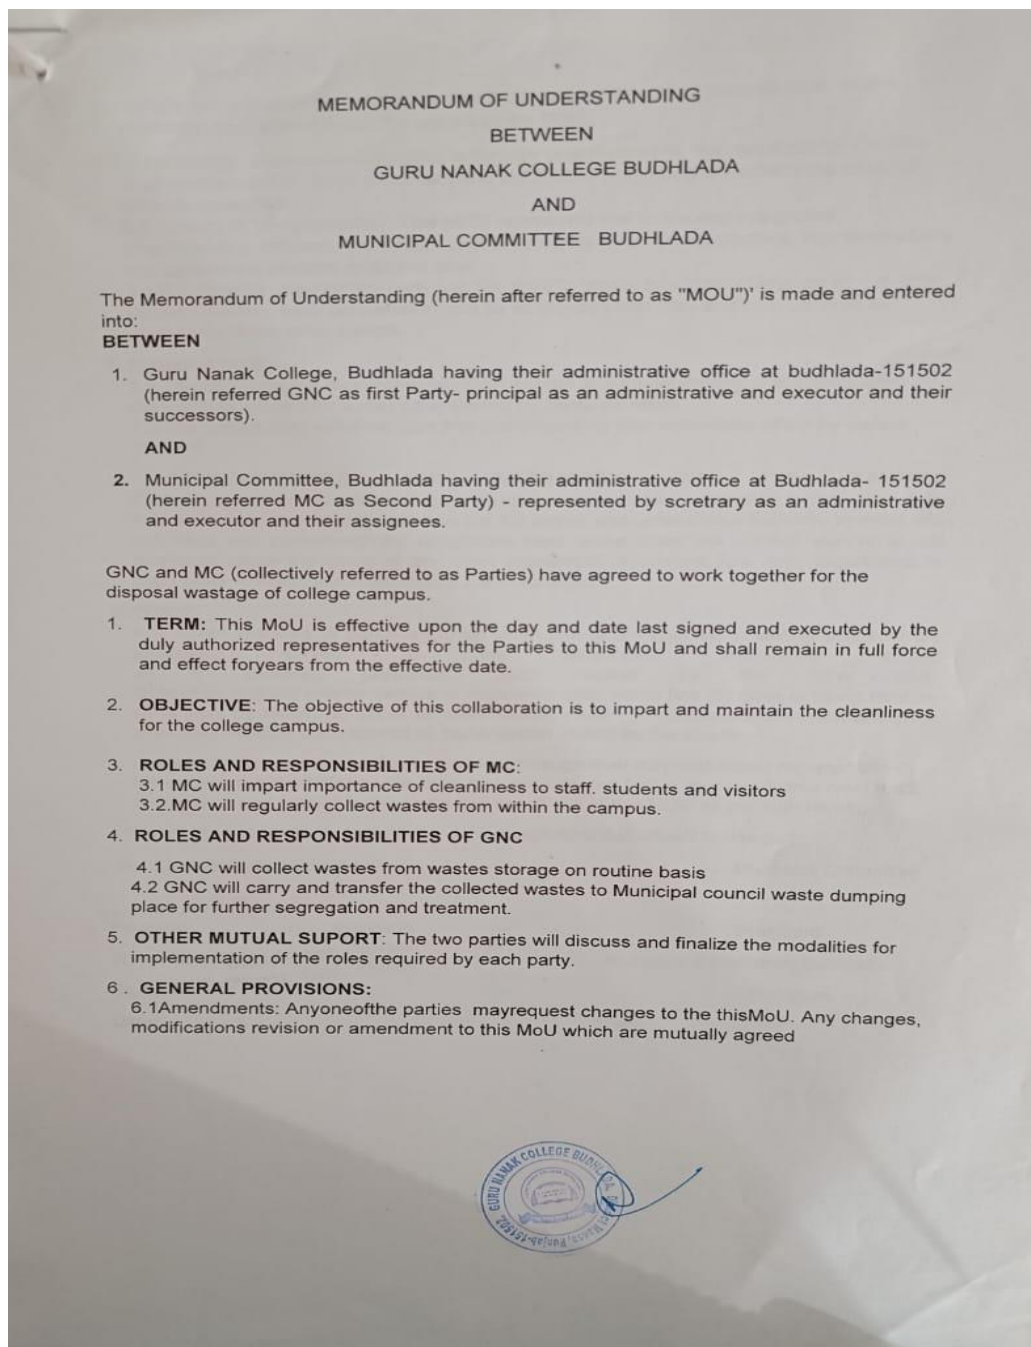 MEMORANDUM OF UNDERSTANDING
BETWEEN
GURU NANAK COLLEGE BUDHLADA
AND
MUNICIPAL COMMITTEE BUDHLADA
The Memorandum of Understanding (herein after referred to as "MOU")' is made and entered
into:
BETWEEN
1. Guru Nanak College, Budhlada having their administrative office at budhlada-151502
(herein referred GNC as first Party- principal as an administrative and executor and their
successors).
AND
2. Municipal Committee, Budhlada having their administrative office at Budhlada- 151502
(herein referred MC as Second Party) - represented by scretrary as an administrative
and executor and their assignees.
GNC and MC (collectively referred to as Parties) have agreed to work together for the
disposal wastage of college campus.
1. TERM: This MoU is effective upon the day and date last signed and executed by the
duly authorized representatives for the Parties to this MoU and shall remain in full force
and effect foryears from the effective date.
2. OBJECTIVE: The objective of this collaboration is to impart and maintain the cleanliness
for the college campus.
3. ROLES AND RESPONSIBILITIES OF MC:
3.1 MC will impart importance of cleanliness to staff. students and visitors
3.2.MC will regularly collect wastes from within the campus.
4. ROLES AND RESPONSIBILITIES OF GNC
4.1 GNC will collect wastes from wastes storage on routine basis
4.2 GNC will carry and transfer the collected wastes to Municipal council waste dumping
place for further segregation and treatment.
5. OTHER MUTUAL SUPORT: The two parties will discuss and finalize the modalities for
implementation of the roles required by each party.
6 . GENERAL PROVISIONS:
6.1Amendments: Anyoneofthe parties mayrequest changes to the thisMoU. Any changes,
modifications revision or amendment to this MoU which are mutually agreed
GURU NANAK COLLEGE BUDHLADA
Punjab-151502